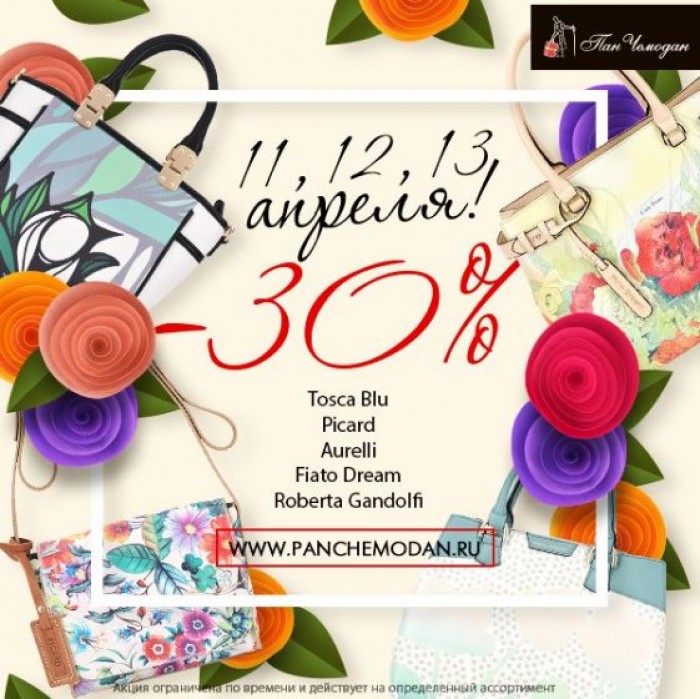 Пан Чемодан
11, 12, 13
апреля!
-30%
Tosca Blu
Picard
Aurelli
Fiato Dream
Roberta Gandolfi
WWW.PANCHEMODAN.RU
Акция ограничена по времени и действует на определенный ассортимент